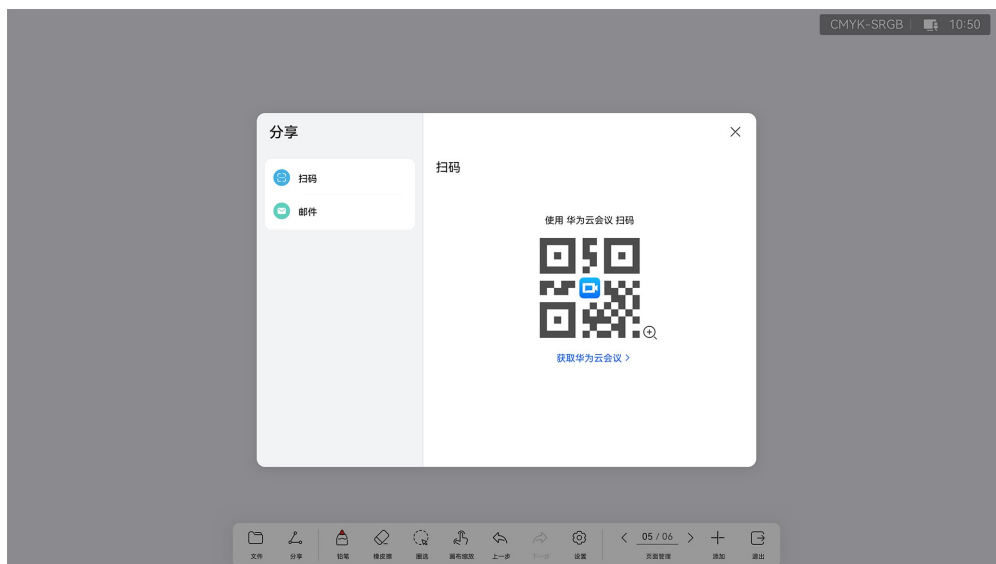 CMYK-SRGB 10:50
分享
扫码
邮件
扫码
使用 华为云会议 扫码
获取华为云会议 >
05 / 06
文件 分享 铅笔 橡皮擦 圈选 画布缩放 上一步 下一步 设置 页面管理 添加 退出